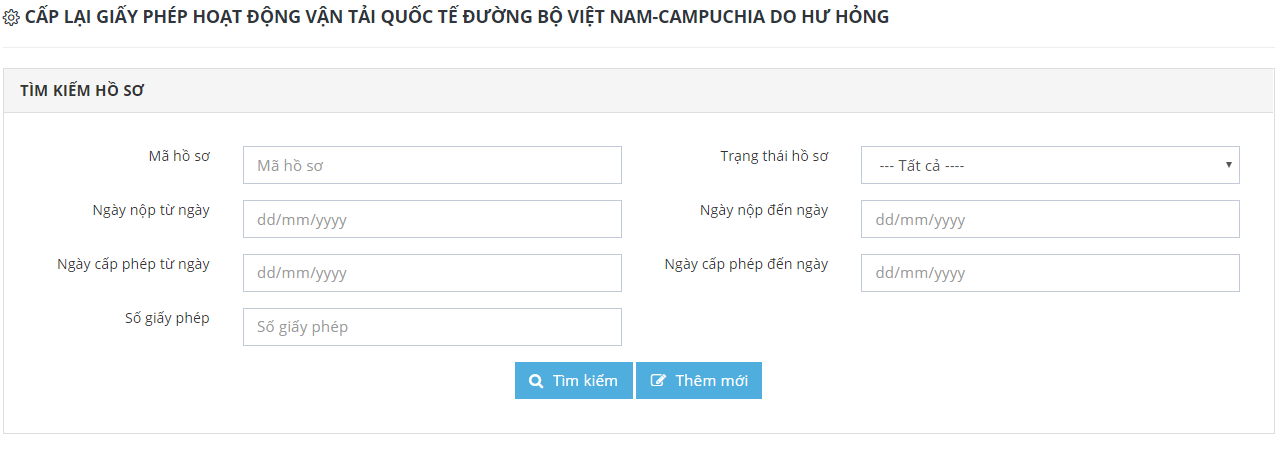 CẤP LẠI GIẤY PHÉP HOẠT ĐỘNG VẬN TẢI QUỐC TẾ ĐƯỜNG BỘ VIỆT NAM-CAMPUCHIA DO HƯ HỎNG
TÌM KIẾM HỒ SƠ
Mã hồ sơ Mã hồ sơ Trạng thái hồ sơ --- Tất cả ----
Ngày nộp từ ngày dd/mm/yyyy Ngày nộp đến ngày dd/mm/yyyy
Ngày cấp phép từ ngày dd/mm/yyyy Ngày cấp phép đến ngày dd/mm/yyyy
Số giấy phép Số giấy phép
Tìm kiếm Thêm mới